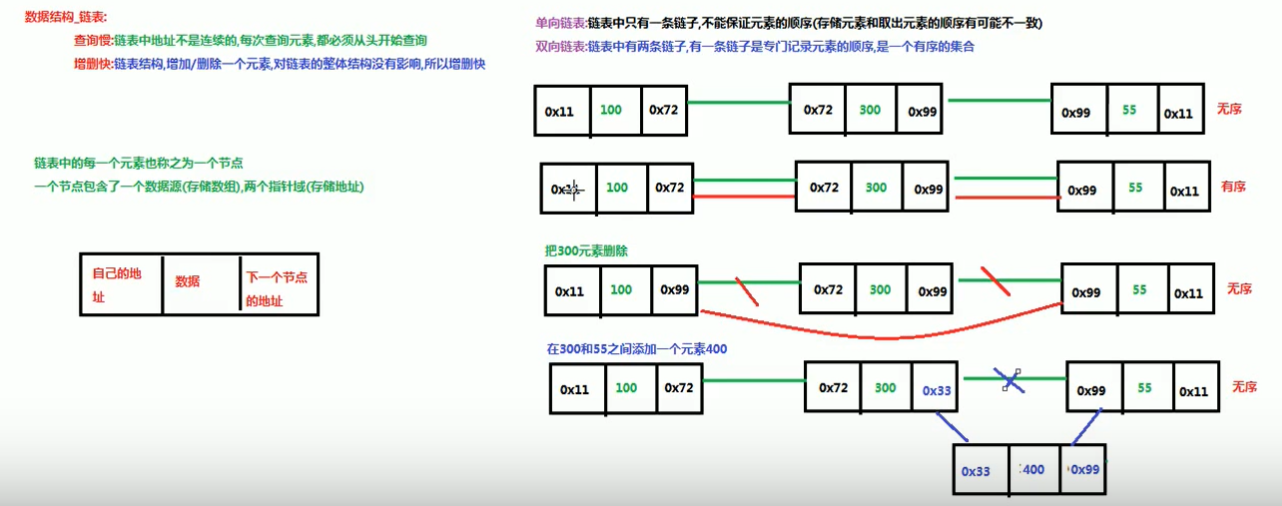 数据结构_链表:
查询慢:链表中地址不是连续的,每次查询元素,都必须从头开始查询
增删快:链表结构,增加/删除一个元素,对链表的整体结构没有影响,所以增删快
链表中的每一个元素也称之为一个节点
一个节点包含了一个数据源(存储数组),两个指针域(存储地址)
自己的地
址
数据
下一个节点
的地址
单向链表:链表中只有一条链子,不能保证元素的顺序(存储元素和取出元素的顺序有可能不一致)
双向链表:链表中有两条链子,有一条链子是专门记录元素的顺序,是一个有序的集合
0x11 100 0x72 0x72 300 0x99 0x99 55 0x11 无序
100 0x72 0x72 300 0x99 0x99 55 0x11 有序
把300元素删除
0x11 100 0x99 0x72 300 0x99 0x99 55 0x11 无序
在300和55之间添加一个元素400
0x11 100 0x72 0x72 300 0x33 0x99 55 0x11 无序
0x33 400 0x99